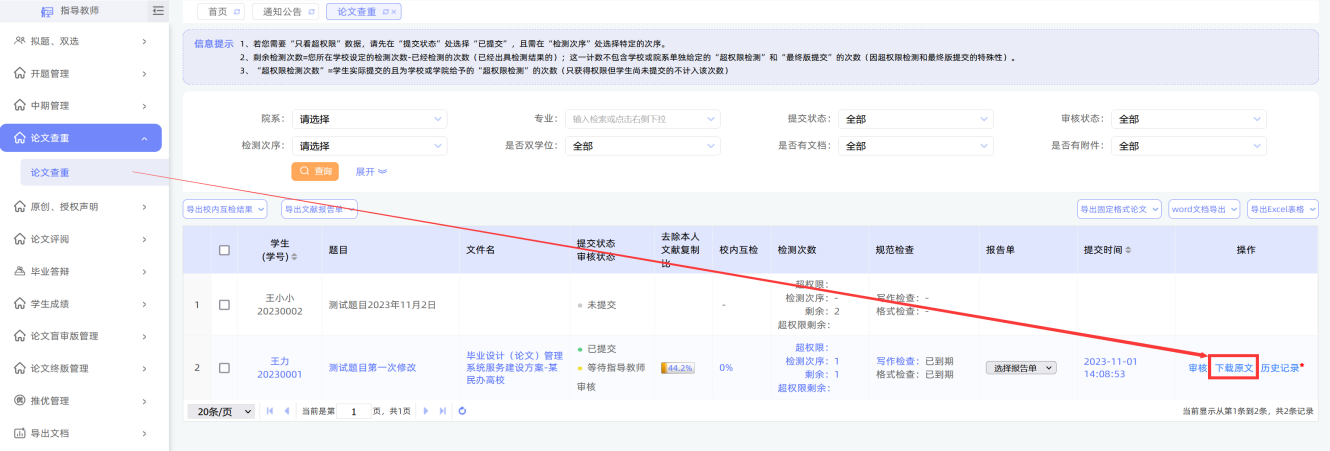 指导教师
首页 通知公告 论文查重
拟题、双选
开题管理
中期管理
论文查重
论文查重
原创、授权声明
论文评阅
毕业答辩
学生成绩
论文盲审版管理
论文终版管理
推优管理
导出文档
信息提示 1、若您需要“只看超权限”数据，请先在“提交状态”处选择“已提交”，且需在“检测次序”处选择特定的次序。
2、剩余检测次数=您所在学校设定的检测次数-已经检测的次数（已经出具检测结果的）；这一计数不包含学校或院系单独给定的“超权限检测”和“最终版提交”的次数（因超权限检测和最终版提交的特殊性）。
3、“超权限检测次数”=学生实际提交的且为学校或学院给予的“超权限检测”的次数（只获得权限但学生尚未提交的不计入该次数）
院系： 请选择 专业： 输入检索或点击右侧下拉 提交状态： 全部 审核状态： 全部
检测次序： 请选择 是否双学位： 全部 是否有文档： 全部 是否有附件： 全部
查询 展开
导出校内互检结果 导出文献报告单 导出固定格式论文 word文档导出 导出Excel表格
学生
(学号) 题目 文件名 提交状态
审核状态 去除本人
文献复制
比 校内互检 检测次数 规范检查 报告单 提交时间 操作
1 王小小
20230002 测试题目2023年11月2日 未提交 - 超权限：
检测次序：-
剩余：2
超权限剩余： 写作检查：-
格式检查：-
2 王力
20230001 测试题目第一次修改 毕业设计（论文）管理
系统服务建设方案-某
民办高校 已提交
等待指导教师
审核 44.2% 0% 超权限：
检测次序：1
剩余：1
超权限剩余： 写作检查：已到期
格式检查：已到期 选择报告单 2023-11-01
14:08:53 审核 下载原文 历史记录*
20条/页 当前是第 1 页，共1页 当前显示从第1条到2条，共2条记录